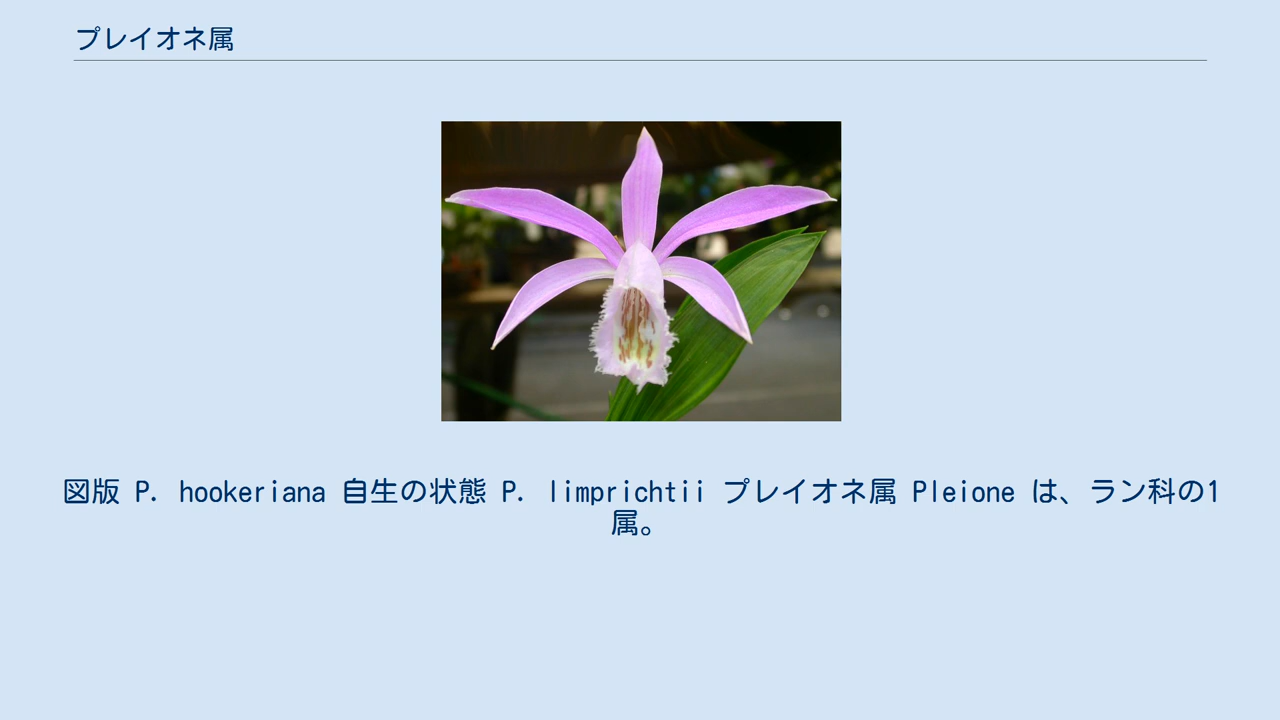 プレイオネ属
図版 P. hookeriana 自生の状態 P. limprichtii プレイオネ属 Pleione は、ラン科の1
属。